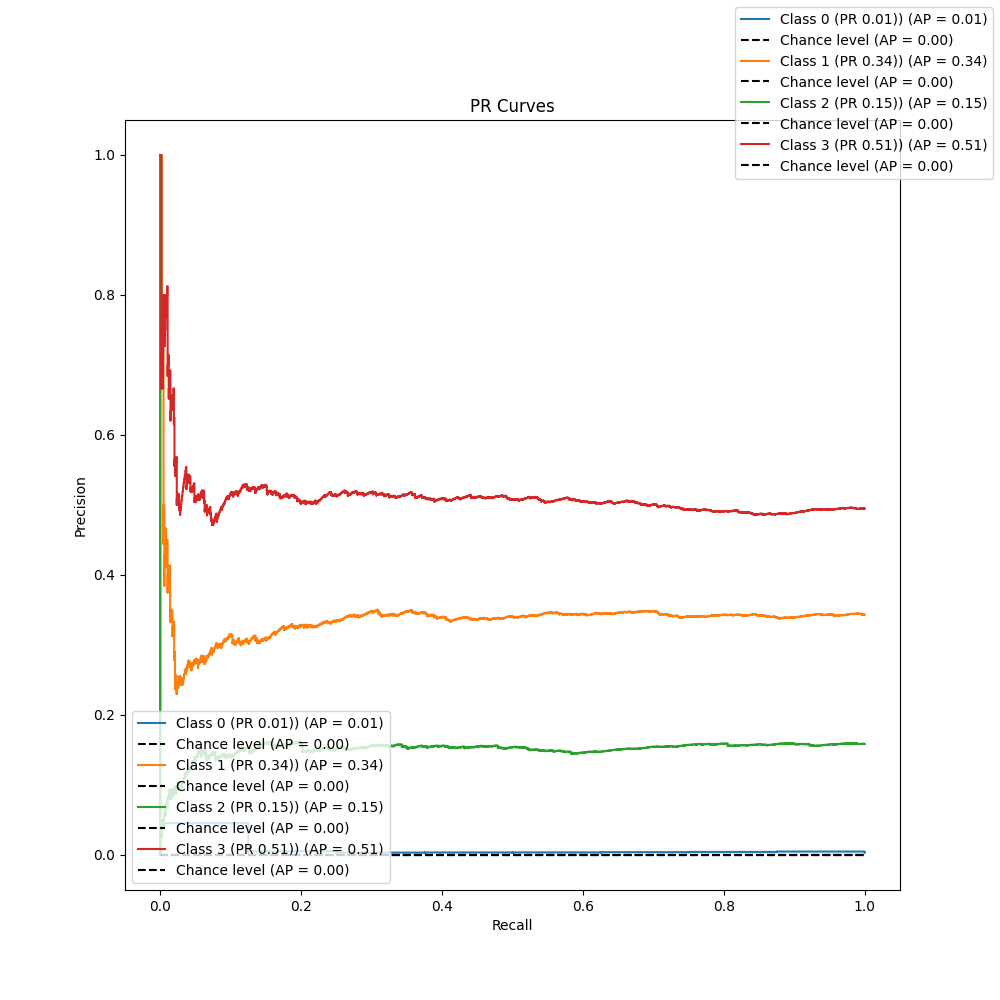 Class 0 (PR 0.01)) (AP = 0.01)
Chance level (AP = 0.00)
Class 1 (PR 0.34)) (AP = 0.34)
Chance level (AP = 0.00)
Class 2 (PR 0.15)) (AP = 0.15)
Chance level (AP = 0.00)
Class 3 (PR 0.51)) (AP = 0.51)
Chance level (AP = 0.00)
PR Curves
1.0
0.8
0.6
0.4
0.2
0.0
Precision
Class 0 (PR 0.01)) (AP = 0.01)
Chance level (AP = 0.00)
Class 1 (PR 0.34)) (AP = 0.34)
Chance level (AP = 0.00)
Class 2 (PR 0.15)) (AP = 0.15)
Chance level (AP = 0.00)
Class 3 (PR 0.51)) (AP = 0.51)
Chance level (AP = 0.00)
0.0 0.2 0.4 0.6 0.8 1.0
Recall